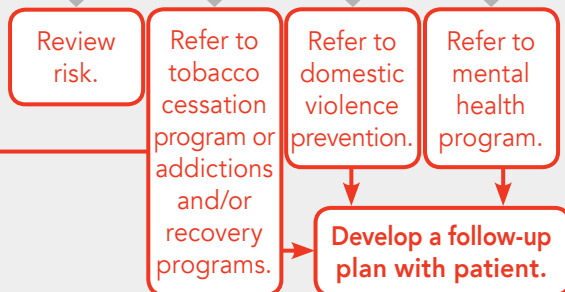 Review
risk.
Refer to
tobacco
cessation
program or
addictions
and/or
recovery
programs.
Refer to
domestic
violence
prevention.
Refer to
mental
health
program.
Develop a follow-up
plan with patient.